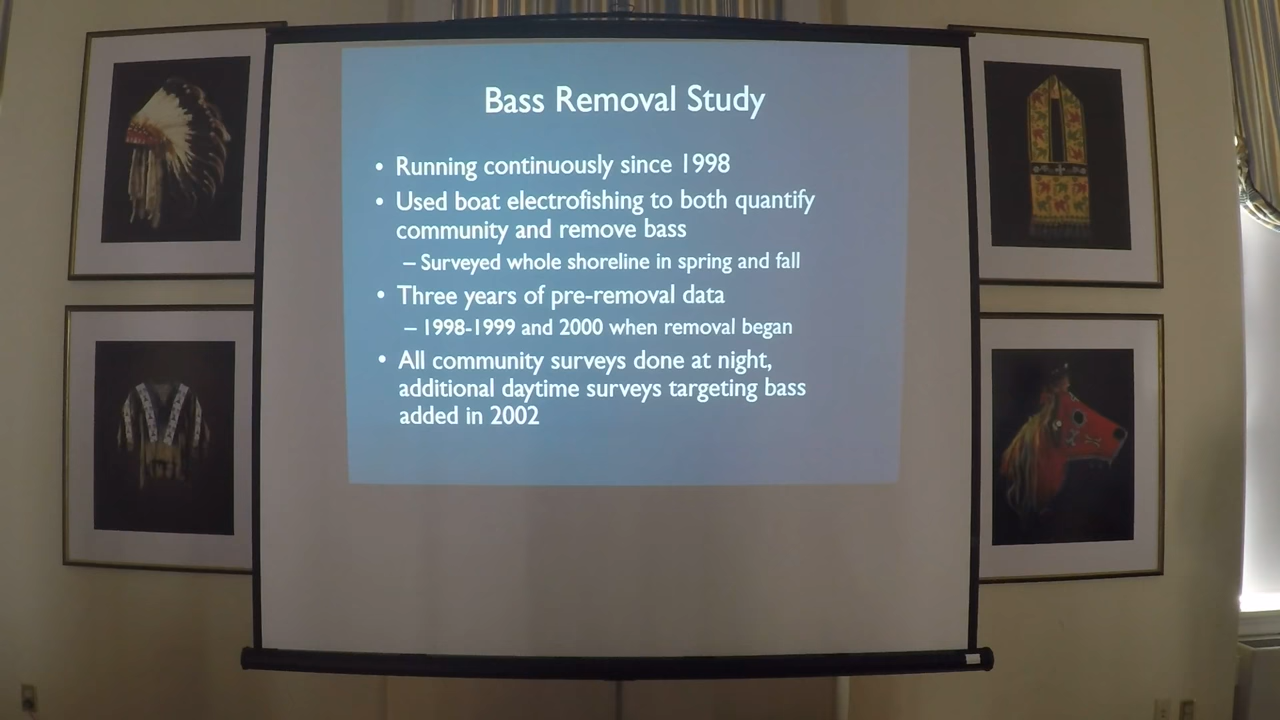 Bass Removal Study
• Running continuously since 1998
• Used boat electrofishing to both quantify
community and remove bass
– Surveyed whole shoreline in spring and fall
• Three years of pre-removal data
– 1998-1999 and 2000 when removal began
• All community surveys done at night,
additional daytime surveys targeting bass
added in 2002